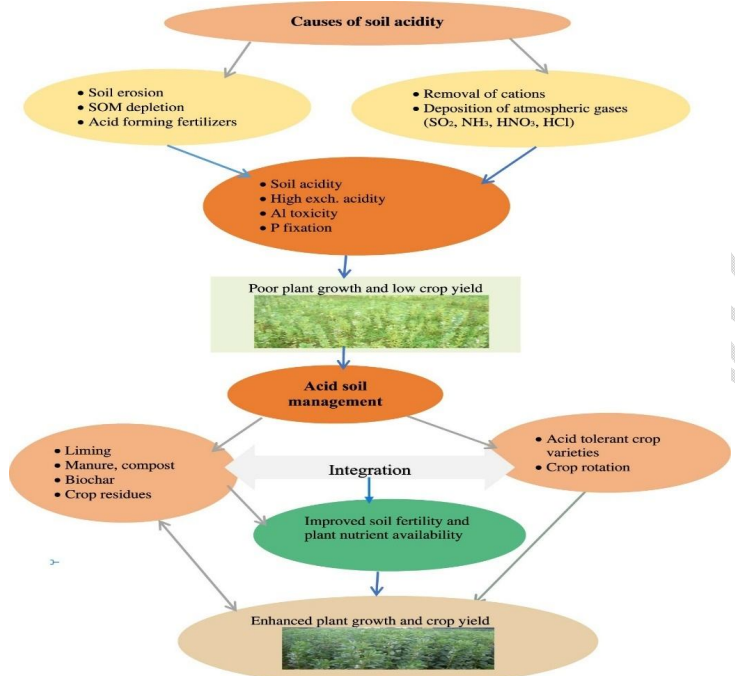 Causes of soil acidity
• Soil erosion
• SOM depletion
• Acid forming fertilizers
• Removal of cations
• Deposition of atmospheric gases
(SO₂, NH₃, HNO₃, HCl)
• Soil acidity
• High exch. acidity
• Al toxicity
• P fixation
Poor plant growth and low crop yield
Acid soil
management
• Liming
• Manure, compost
• Biochar
• Crop residues
Integration
• Acid tolerant crop
varieties
• Crop rotation
Improved soil fertility and
plant nutrient availability
Enhanced plant growth and crop yield